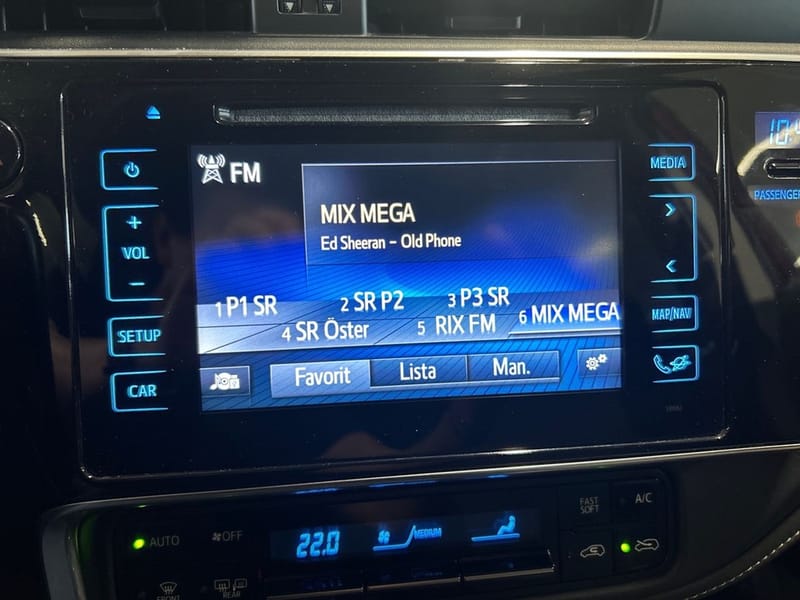 FM
MIX MEGA
Ed Sheeran - Old Phone
1 P1 SR
2 SR P2
3 P3 SR
4 SR Öster
5 RIX FM
6 MIX MEGA
Favorit
Lista
Man.
+
VOL
-
SETUP
CAR
MEDIA
>
<
MAP/NAV
PASSENGER
AUTO
OFF
22.0
MEDIUM
FAST
SOFT
A/C
FRONT
REAR